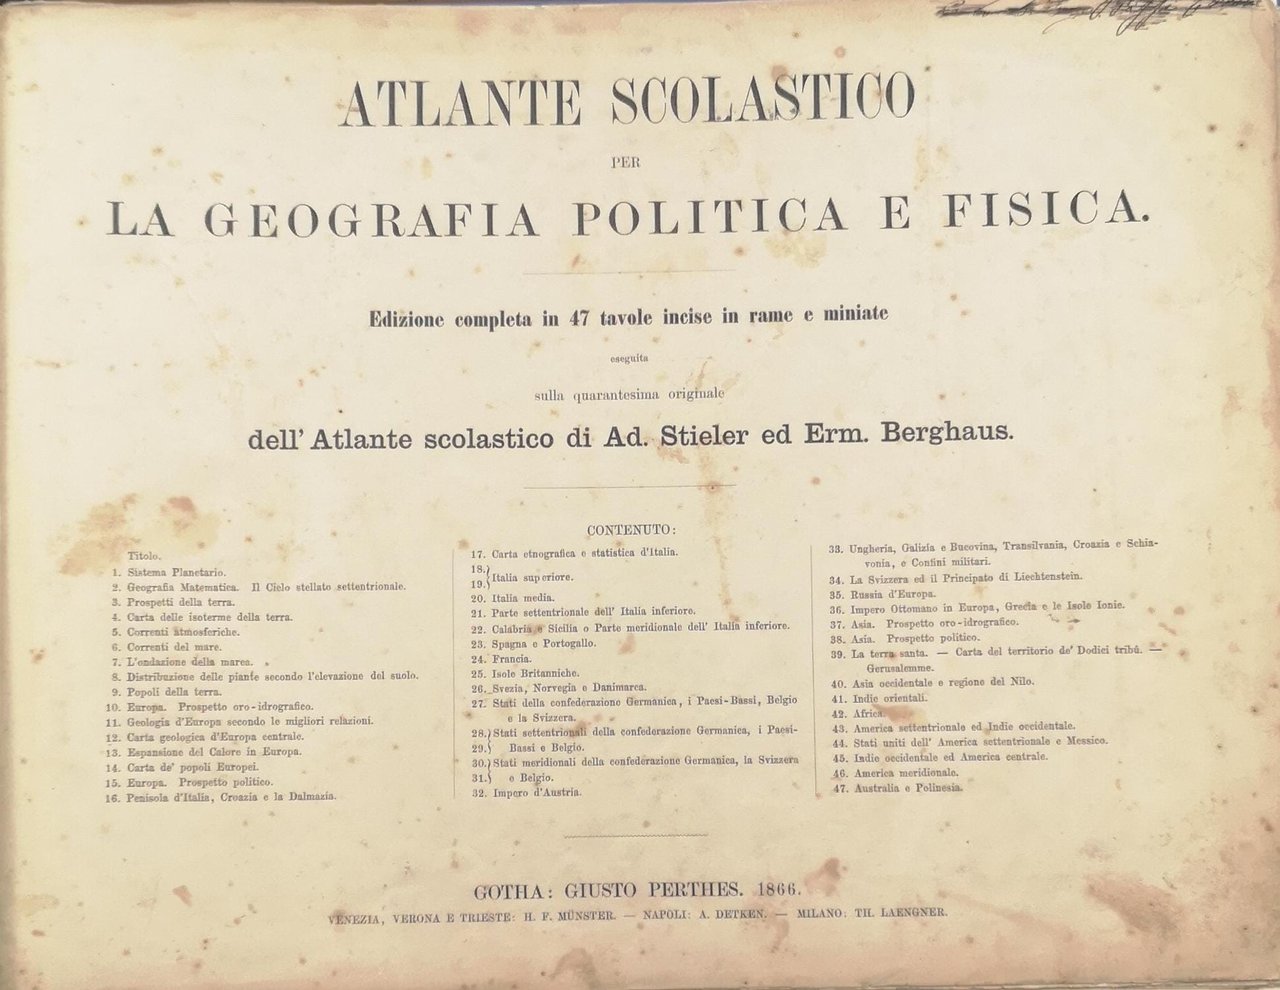 ATLANTE SCOLASTICO
PER
LA GEOGRAFIA POLITICA E FISICA.
Edizione completa in 47 tavole incise in rame e miniate
eseguita
sulla quarantesima originale
dell' Atlante scolastico di Ad. Stieler ed Erm. Berghaus.
CONTENUTO:
Titolo.
1. Sistema Planetario.
2. Geografia Matematica. Il Cielo stellato settentrionale.
3. Prospetti della terra.
4. Carta delle isoterme della terra.
5. Correnti atmosferiche.
6. Correnti del mare.
7. L'ondazione della marea.
8. Distribuzione delle piante secondo l'elevazione del suolo.
9. Popoli della terra.
10. Europa. Prospetto oro-idrografico.
11. Geologia d'Europa secondo le migliori relazioni.
12. Carta geologica d'Europa centrale.
13. Espansione del Calore in Europa.
14. Carta de' popoli Europei.
15. Europa. Prospetto politico.
16. Penisola d'Italia, Croazia e la Dalmazia.
17. Carta etnografica e statistica d'Italia.
18.}
19.} Italia superiore.
20. Italia media.
21. Parte settentrionale dell' Italia inferiore.
22. Calabria e Sicilia o Parte meridionale dell' Italia inferiore.
23. Spagna e Portogallo.
24. Francia.
25. Isole Britanniche.
26. Svezia, Norvegia e Danimarca.
27. Stati della confederazione Germanica, i Paesi-Bassi, Belgio
e la Svizzera.
28.} Stati settentrionali della confederazione Germanica, i Paesi-
29.} Bassi e Belgio.
30.} Stati meridionali della confederazione Germanica, la Svizzera
31.} e Belgio.
32. Impero d'Austria.
33. Ungheria, Galizia e Bucovina, Transilvania, Croazia e Schia-
vonia, e Confini militari.
34. La Svizzera ed il Principato di Liechtenstein.
35. Russia d'Europa.
36. Impero Ottomano in Europa, Grecia e le Isole Ionie.
37. Asia. Prospetto oro-idrografico.
38. Asia. Prospetto politico.
39. La terra santa. — Carta del territorio de' Dodici tribù. —
Gerusalemme.
40. Asia occidentale e regione del Nilo.
41. Indie orientali.
42. Africa.
43. America settentrionale ed Indie occidentale.
44. Stati uniti dell' America settentrionale e Messico.
45. Indie occidentale ed America centrale.
46. America meridionale.
47. Australia e Polinesia.
GOTHA: GIUSTO PERTHES. 1866.
VENEZIA, VERONA E TRIESTE: H. F. MÜNSTER. — NAPOLI: A. DETKEN. — MILANO: TH. LAENGNER.